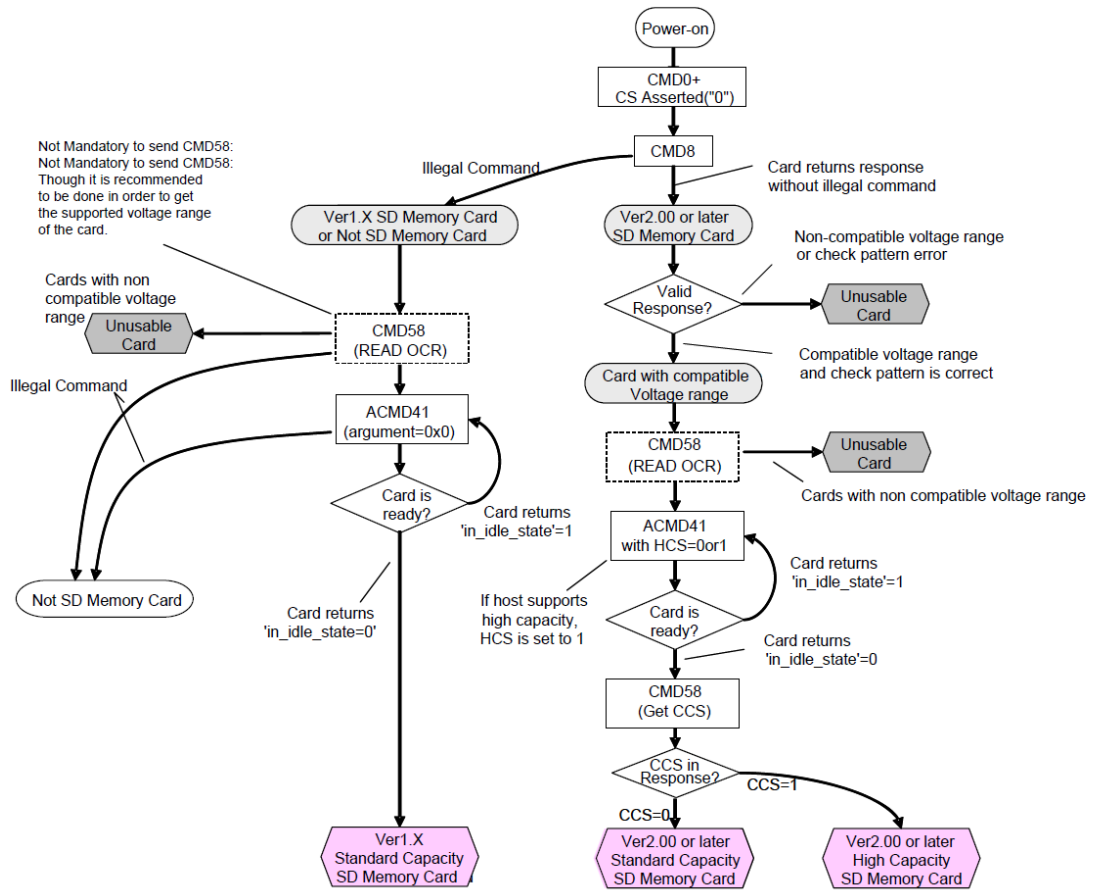 Power-on
CMD0+
CS Asserted("0")
CMD8
Illegal Command
Card returns response
without illegal command
Not Mandatory to send CMD58:
Not Mandatory to send CMD58:
Though it is recommended
to be done in order to get
the supported voltage range
of the card.
Ver1.X SD Memory Card
or Not SD Memory Card
Ver2.00 or later
SD Memory Card
Non-compatible voltage range
or check pattern error
Cards with non
compatible voltage
range
Unusable
Card
CMD58
(READ OCR)
Valid
Response?
Unusable
Card
Compatible voltage range
and check pattern is correct
Card with compatible
Voltage range
Illegal Command
ACMD41
(argument=0x0)
CMD58
(READ OCR)
Unusable
Card
Cards with non compatible voltage range
Card is
ready?
Card returns
'in_idle_state'=1
ACMD41
with HCS=0or1
Card returns
'in_idle_state'=1
Not SD Memory Card
Card returns
'in_idle_state=0'
If host supports
high capacity,
HCS is set to 1
Card is
ready?
Card returns
'in_idle_state'=0
CMD58
(Get CCS)
CCS in
Response?
CCS=1
CCS=0
Ver1.X
Standard Capacity
SD Memory Card
Ver2.00 or later
Standard Capacity
SD Memory Card
Ver2.00 or later
High Capacity
SD Memory Card